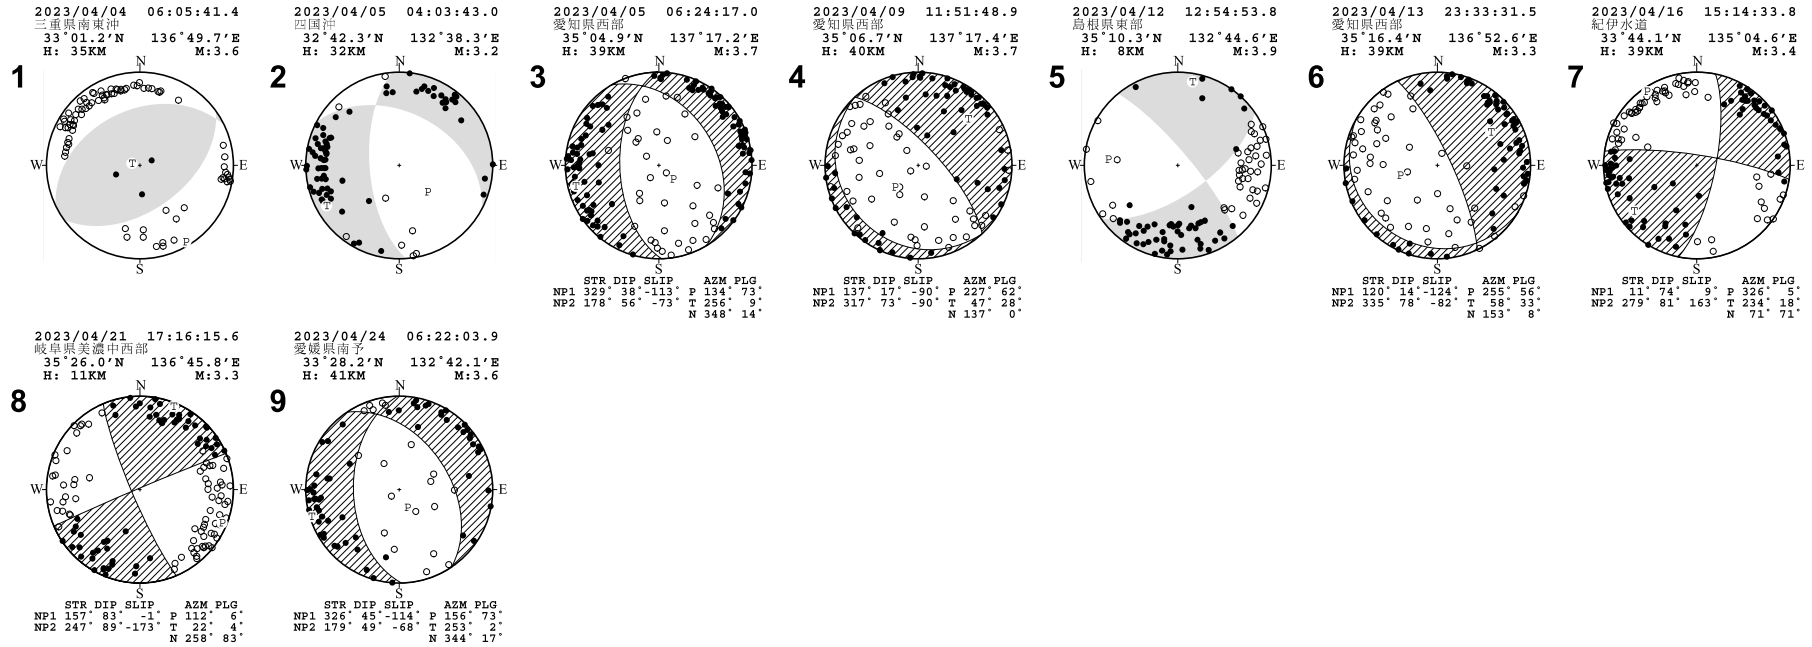 1
2023/04/04 06:05:41.4
三重県南東沖
33°01.2'N 136°49.7'E
H: 35KM M:3.6
N
W E
S
T
P
2
2023/04/05 04:03:43.0
四国沖
32°42.3'N 132°38.3'E
H: 32KM M:3.2
N
W E
S
P
T
3
2023/04/05 06:24:17.0
愛知県西部
35°04.9'N 137°17.2'E
H: 39KM M:3.7
N
W E
S
P
T
STR DIP SLIP AZM PLG
NP1 329° 38° -113° P 134° 73°
NP2 178° 56° -73° T 256° 9°
N 348° 14°
4
2023/04/09 11:51:48.9
愛知県西部
35°06.7'N 137°17.4'E
H: 40KM M:3.7
N
T
W E
P
S
STR DIP SLIP AZM PLG
NP1 137° 17° -90° P 227° 62°
NP2 317° 73° -90° T 47° 28°
N 137° 0°
5
2023/04/12 12:54:53.8
島根県東部
35°10.3'N 132°44.6'E
H: 8KM M:3.9
N
T
P
W E
S
6
2023/04/13 23:33:31.5
愛知県西部
35°16.4'N 136°52.6'E
H: 39KM M:3.3
N
T
W E
P
S
STR DIP SLIP AZM PLG
NP1 120° 14° -124° P 255° 56°
NP2 335° 78° -82° T 58° 33°
N 153° 8°
7
2023/04/16 15:14:33.8
紀伊水道
33°44.1'N 135°04.6'E
H: 39KM M:3.4
N
P
W E
T
S
STR DIP SLIP AZM PLG
NP1 11° 74° 9° P 326° 5°
NP2 279° 81° 163° T 234° 18°
N 71° 71°
8
2023/04/21 17:16:15.6
岐阜県美濃中西部
35°26.0'N 136°45.8'E
H: 11KM M:3.3
N
T
W E
P
S
STR DIP SLIP AZM PLG
NP1 157° 83° -1° P 112° 6°
NP2 247° 89° -173° T 22° 4°
N 258° 83°
9
2023/04/24 06:22:03.9
愛媛県南予
33°28.2'N 132°42.1'E
H: 41KM M:3.6
N
W E
P
T
S
STR DIP SLIP AZM PLG
NP1 326° 45° -114° P 156° 73°
NP2 179° 49° -68° T 253° 2°
N 344° 17°